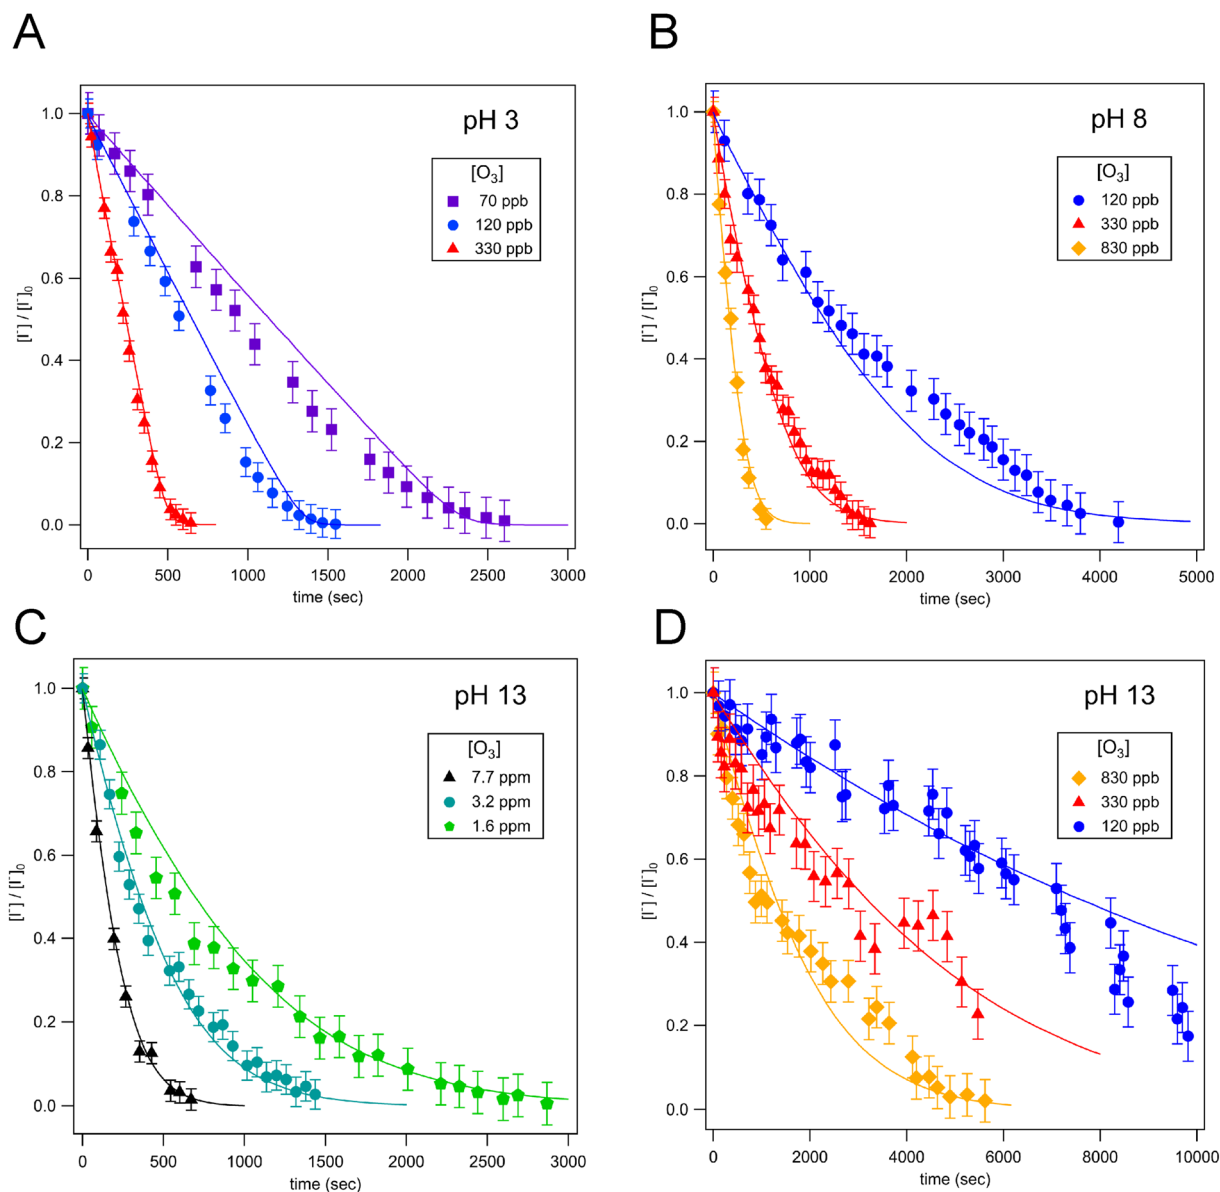 A
pH 3
[O3]
70 ppb
120 ppb
330 ppb
1.0
0.8
0.6
0.4
0.2
0.0
[I-] / [I-]0
0
500
1000
1500
2000
2500
3000
time (sec)
B
pH 8
[O3]
120 ppb
330 ppb
830 ppb
1.0
0.8
0.6
0.4
0.2
0.0
[I-] / [I-]0
0
1000
2000
3000
4000
5000
time (sec)
C
pH 13
[O3]
7.7 ppm
3.2 ppm
1.6 ppm
1.0
0.8
0.6
0.4
0.2
0.0
[I-] / [I-]0
0
500
1000
1500
2000
2500
3000
time (sec)
D
pH 13
[O3]
830 ppb
330 ppb
120 ppb
1.0
0.8
0.6
0.4
0.2
0.0
[I-] / [I-]0
0
2000
4000
6000
8000
10000
time (sec)